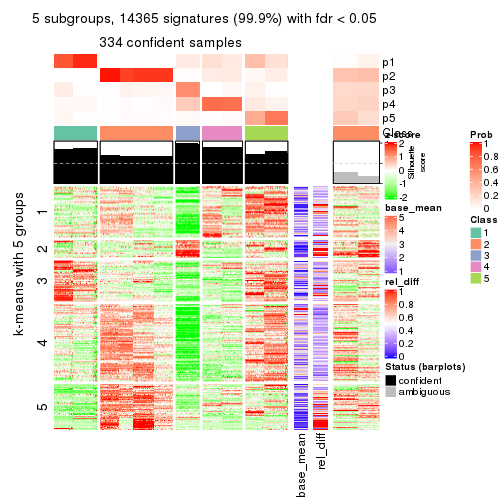 5 subgroups, 14365 signatures (99.9%) with fdr < 0.05
334 confident samples
p1
p2
p3
p4
p5
Class
Silhouette
score
k-means with 5 groups
1
2
3
4
5
base_mean
rel_diff
z-score
2
1
0
-1
-2
base_mean
5
4
3
2
1
rel_diff
1
0.8
0.6
0.4
0.2
0
Status (barplots)
confident
ambiguous
Prob
1
0.8
0.6
0.4
0.2
0
Class
1
2
3
4
5